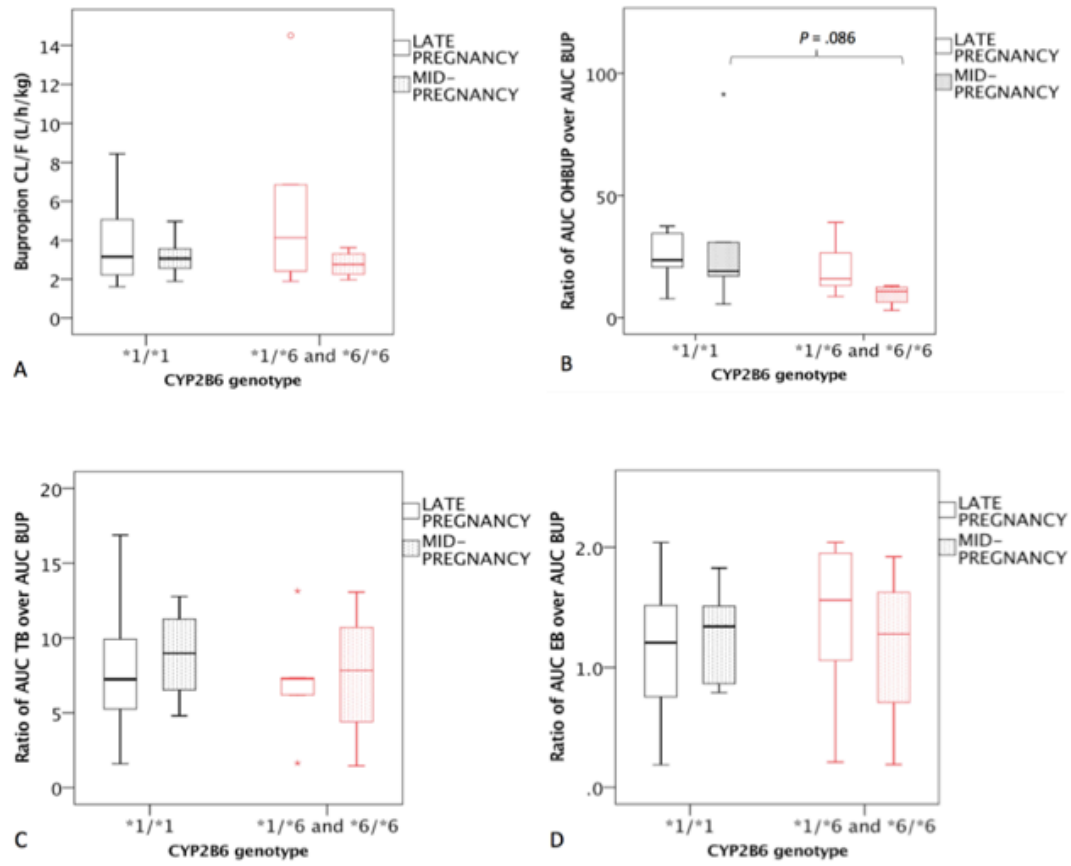 LATE
PREGNANCY
MID-
PREGNANCY
14
12
10
8
6
4
2
0
Bupropion CL/F (L/h/kg)
*1/*1
*1/*6 and *6/*6
CYP2B6 genotype
A
P = .086
LATE
PREGNANCY
MID-
PREGNANCY
100
50
0
Ratio of AUC OHBUP over AUC BUP
*1/*1
*1/*6 and *6/*6
CYP2B6 genotype
B
LATE
PREGNANCY
MID-
PREGNANCY
20
15
10
5
0
Ratio of AUC TB over AUC BUP
*1/*1
*1/*6 and *6/*6
CYP2B6 genotype
C
LATE
PREGNANCY
MID-
PREGNANCY
2.0
1.0
.0
Ratio of AUC EB over AUC BUP
*1/*1
*1/*6 and *6/*6
CYP2B6 genotype
D